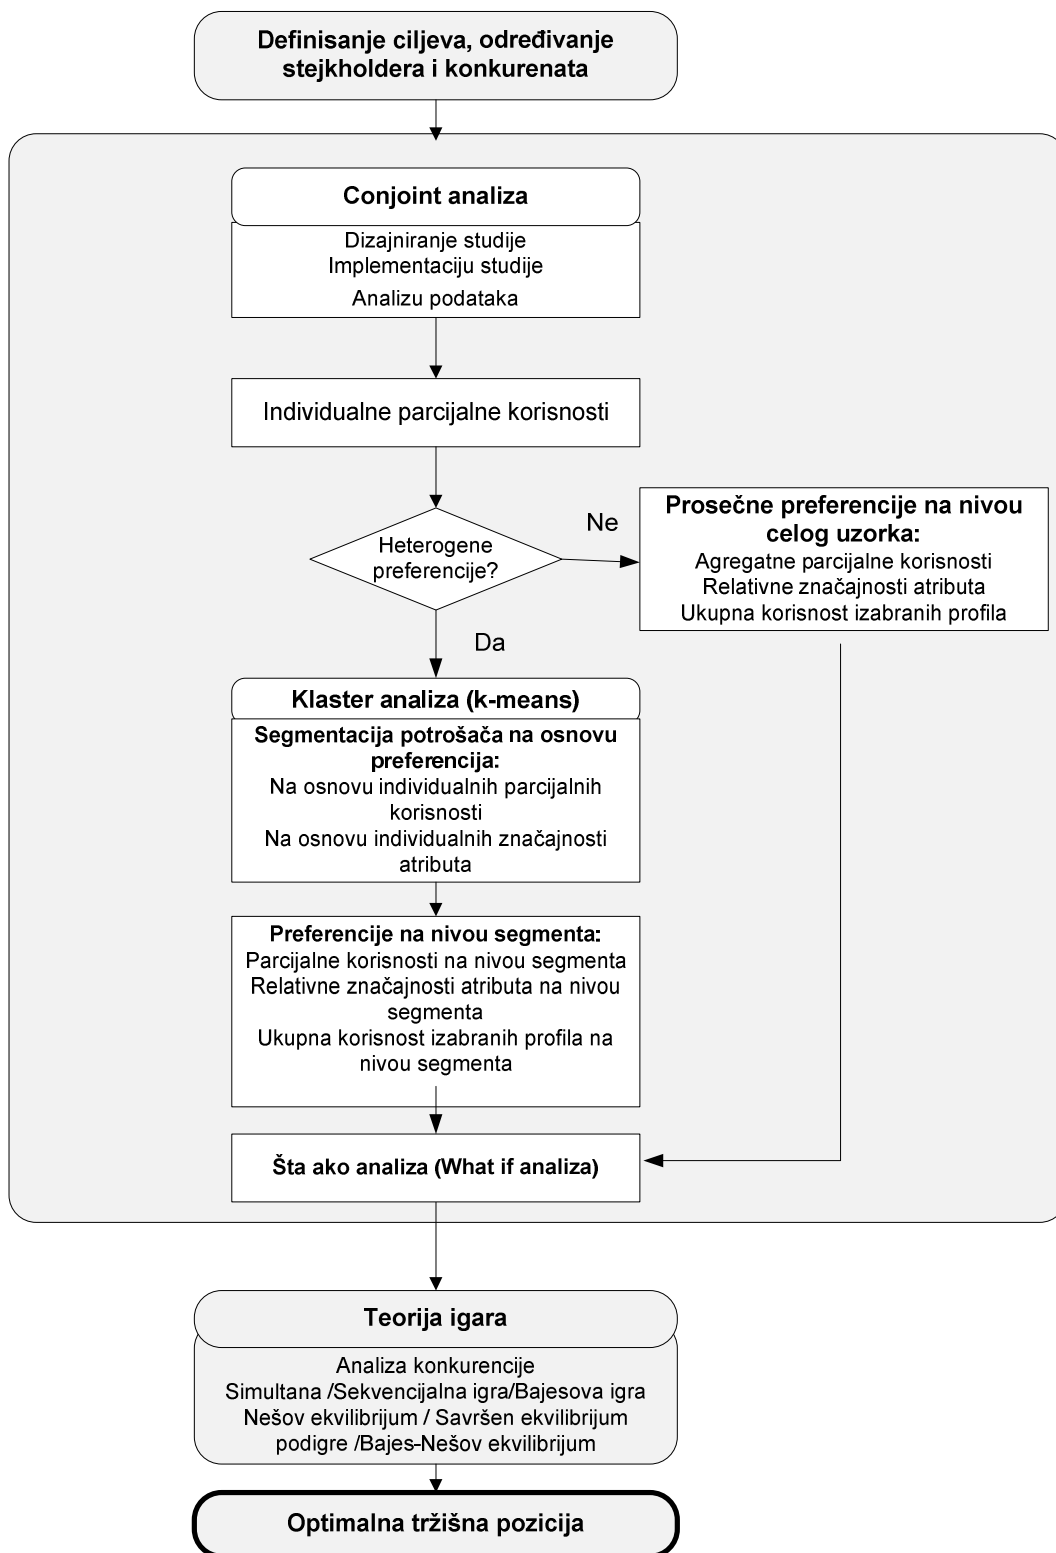 Definisanje ciljeva, određivanje
stejkholdera i konkurenata
Conjoint analiza
Dizajniranje studije
Implementaciju studije
Analizu podataka
Individualne parcijalne korisnosti
Heterogene
preferencije?
Ne
Prosečne preferencije na nivou
celog uzorka:
Agregatne parcijalne korisnosti
Relativne značajnosti atributa
Ukupna korisnost izabranih profila
Da
Klaster analiza (k-means)
Segmentacija potrošača na osnovu
preferencija:
Na osnovu individualnih parcijalnih
korisnosti
Na osnovu individualnih značajnosti
atributa
Preferencije na nivou segmenta:
Parcijalne korisnosti na nivou segmenta
Relativne značajnosti atributa na nivou
segmenta
Ukupna korisnost izabranih profila na
nivou segmenta
Šta ako analiza (What if analiza)
Teorija igara
Analiza konkurencije
Simultana /Sekvencijalna igra/Bajesova igra
Nešov ekvilibrijum / Savršen ekvilibrijum
podigre /Bajes-Nešov ekvilibrijum
Optimalna tržišna pozicija